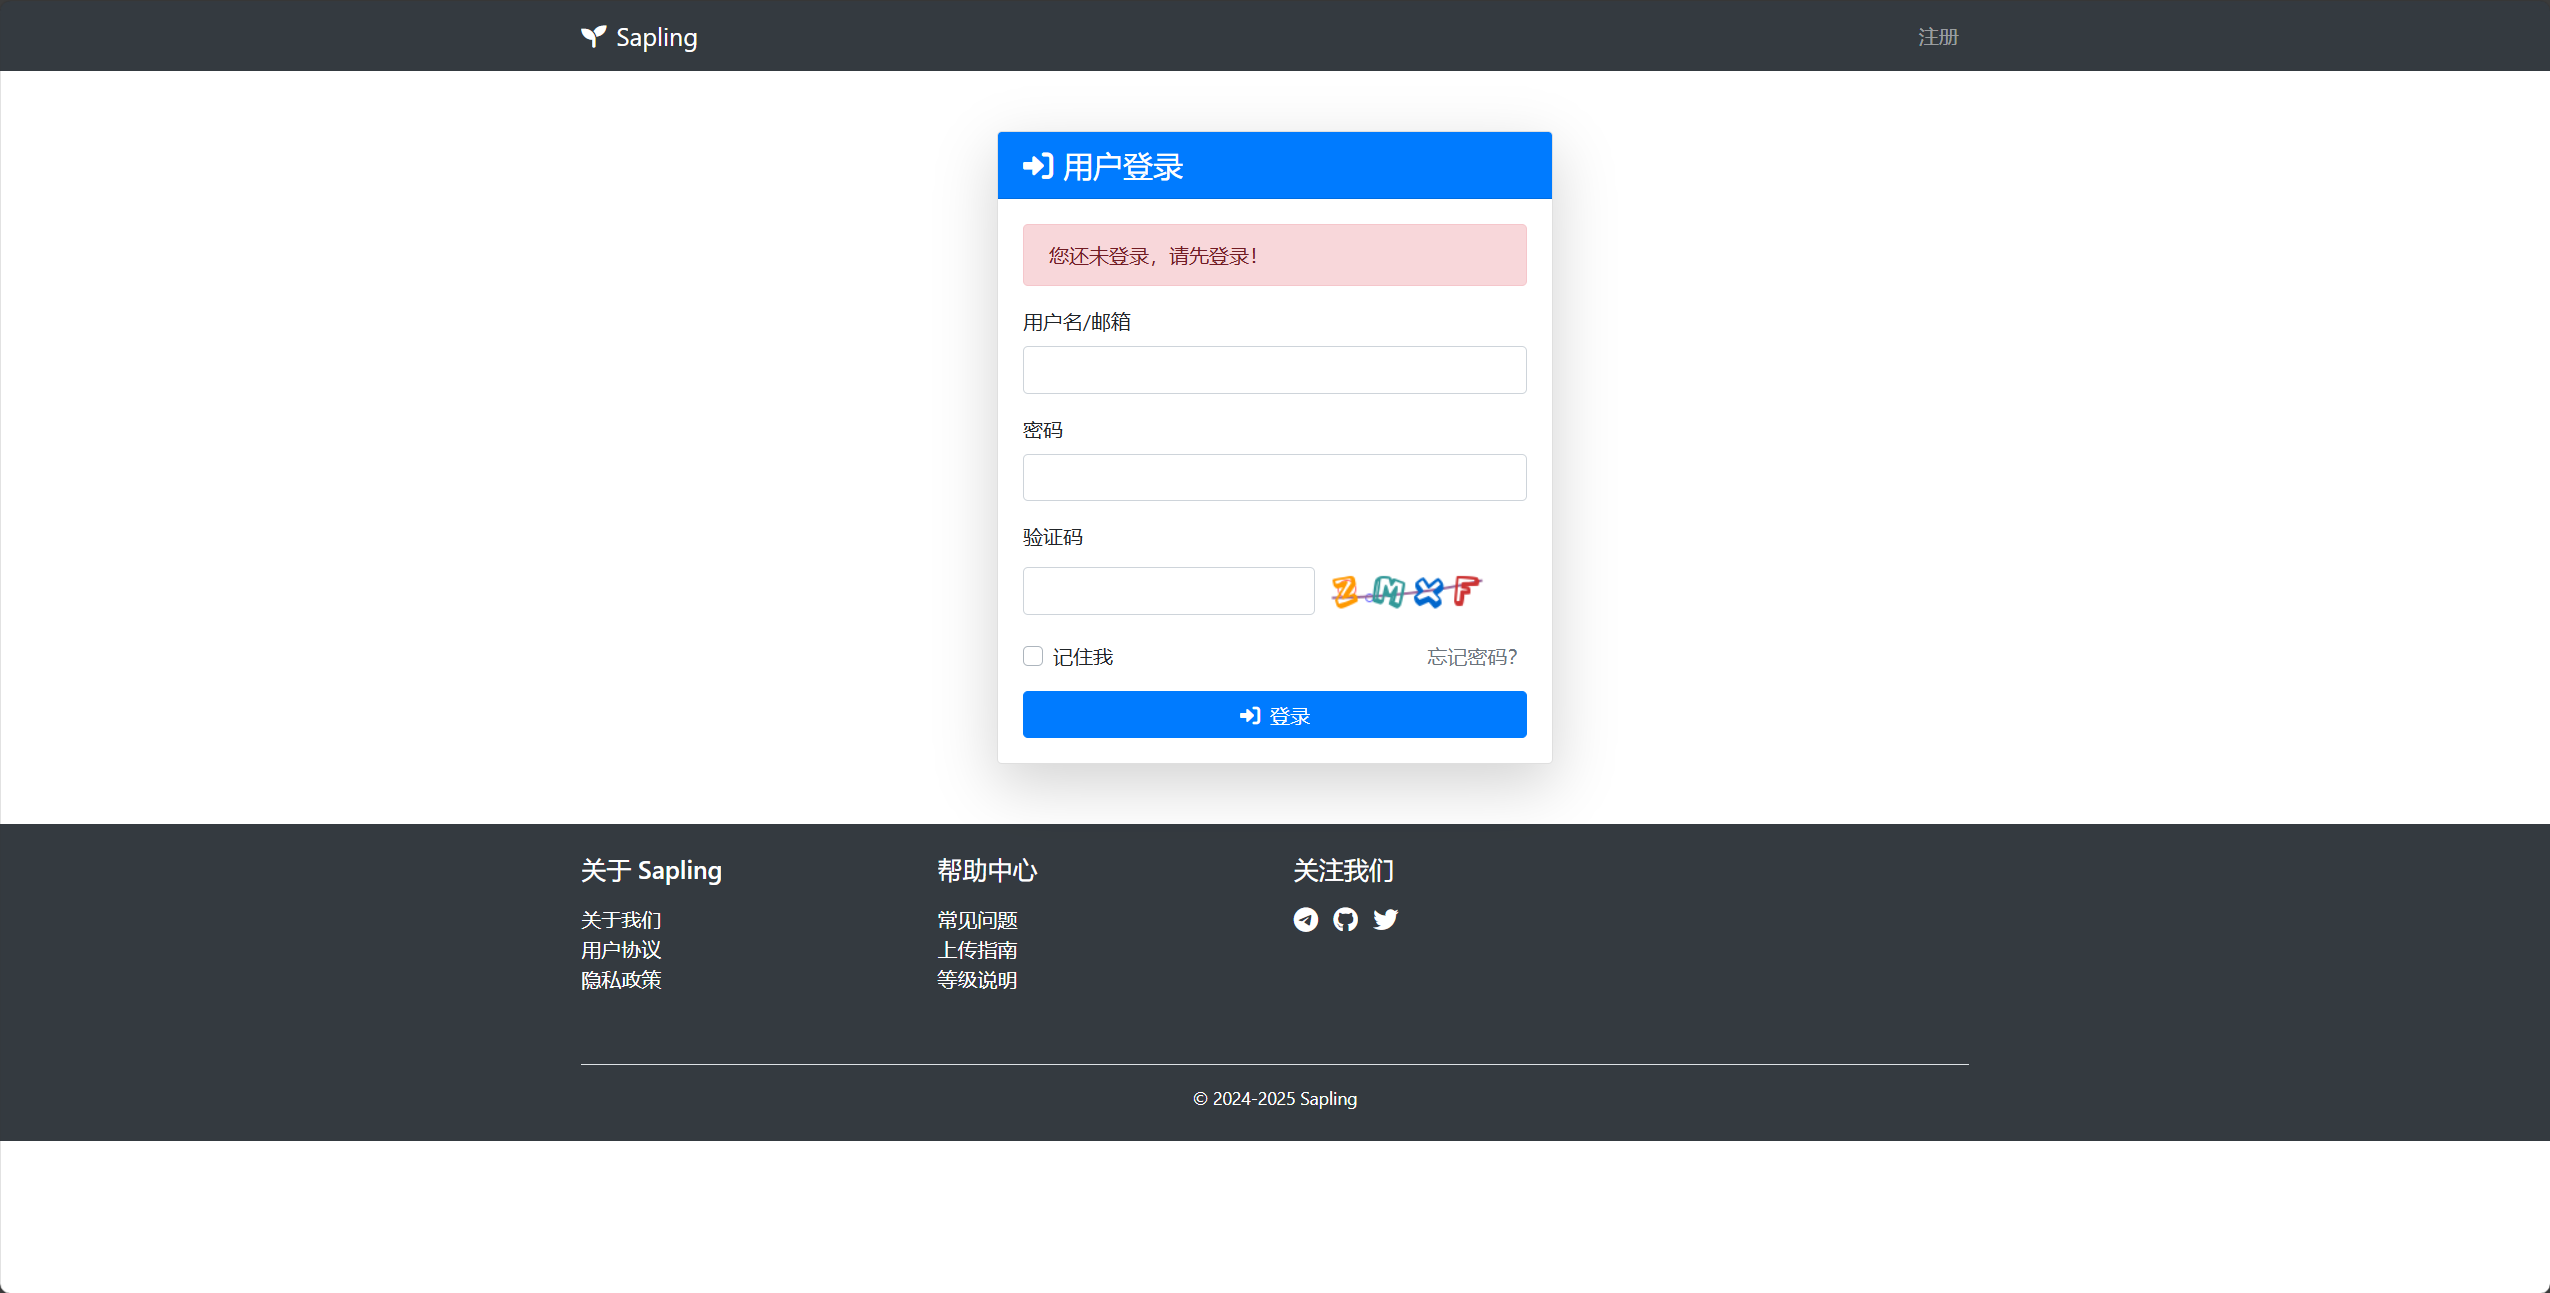 Sapling
注册
用户登录
您还未登录，请先登录！
用户名/邮箱
密码
验证码
ZMXF
记住我
忘记密码？
登录
关于 Sapling
关于我们
用户协议
隐私政策
帮助中心
常见问题
上传指南
等级说明
关注我们
© 2024-2025 Sapling